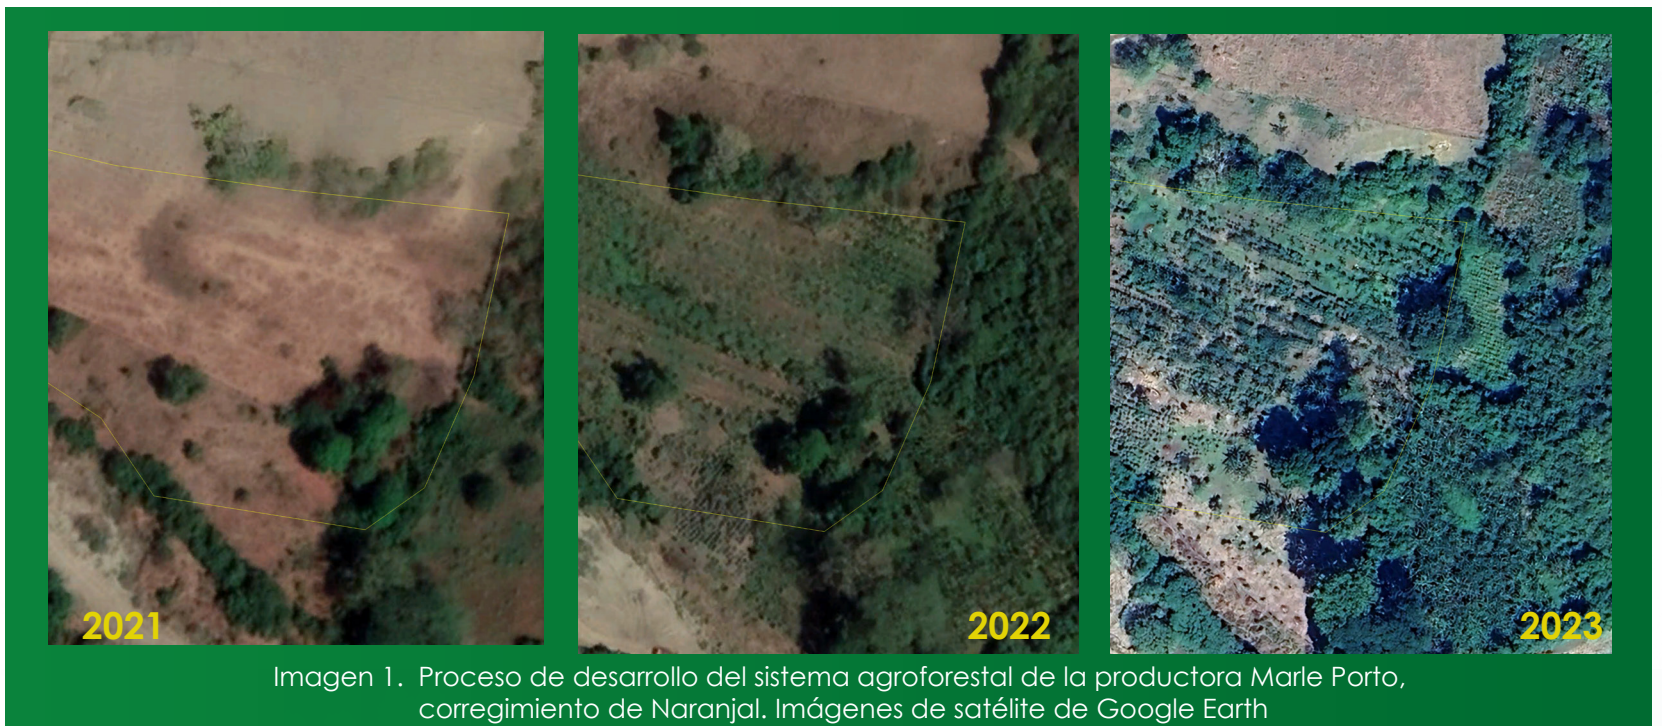 2021
2022
2023
Imagen 1. Proceso de desarrollo del sistema agroforestal de la productora Marle Porto,
corregimiento de Naranjal. Imágenes de satélite de Google Earth